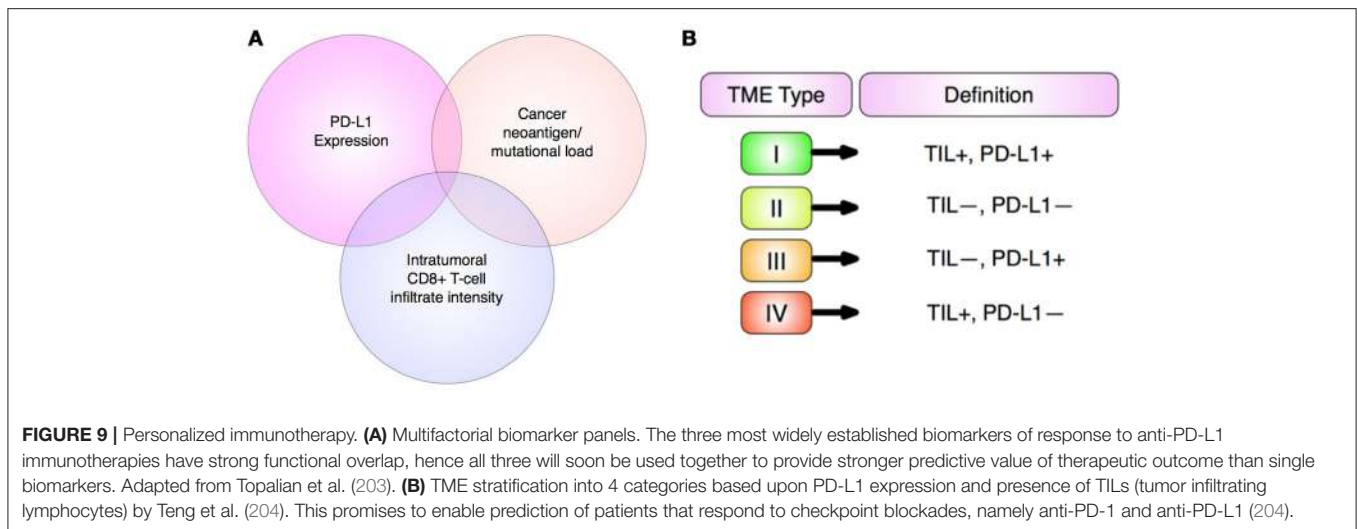 A
PD-L1
Expression
Cancer
neoantigen/
mutational load
Intratumoral
CD8+ T-cell
infiltrate intensity
B
TME Type
Definition
I
TIL+, PD-L1+
II
TIL—, PD-L1—
III
TIL—, PD-L1+
IV
TIL+, PD-L1—
FIGURE 9 | Personalized immunotherapy. (A) Multifactorial biomarker panels. The three most widely established biomarkers of response to anti-PD-L1
immunotherapies have strong functional overlap, hence all three will soon be used together to provide stronger predictive value of therapeutic outcome than single
biomarkers. Adapted from Topalian et al. (203). (B) TME stratification into 4 categories based upon PD-L1 expression and presence of TILs (tumor infiltrating
lymphocytes) by Teng et al. (204). This promises to enable prediction of patients that respond to checkpoint blockades, namely anti-PD-1 and anti-PD-L1 (204).